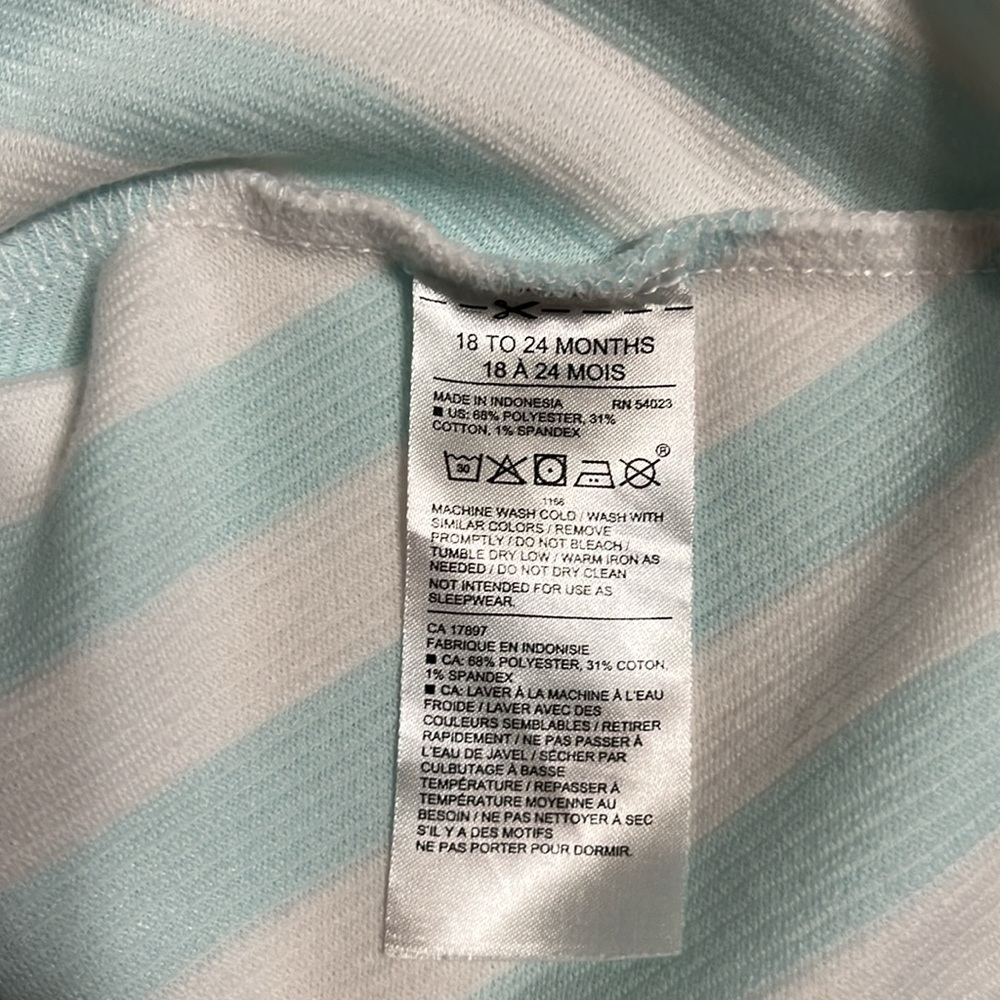 18 TO 24 MONTHS
18 À 24 MOIS
MADE IN INDONESIA RN 54023
■ US: 68% POLYESTER, 31%
COTTON, 1% SPANDEX
30
®
1166
MACHINE WASH COLD / WASH WITH
SIMILAR COLORS / REMOVE
PROMPTLY / DO NOT BLEACH /
TUMBLE DRY LOW / WARM IRON AS
NEEDED / DO NOT DRY CLEAN
NOT INTENDED FOR USE AS
SLEEPWEAR.
CA 17897
FABRIQUE EN INDONISIE
■ CA: 68% POLYESTER, 31% COTON,
1% SPANDEX
■ CA: LAVER À LA MACHINE À L'EAU
FROIDE / LAVER AVEC DES
COULEURS SEMBLABLES / RETIRER
RAPIDEMENT / NE PAS PASSER À
L'EAU DE JAVEL / SÉCHER PAR
CULBUTAGE À BASSE
TEMPÉRATURE / REPASSER À
TEMPÉRATURE MOYENNE AU
BESOIN / NE PAS NETTOYER À SEC
S'IL Y A DES MOTIFS
NE PAS PORTER POUR DORMIR.